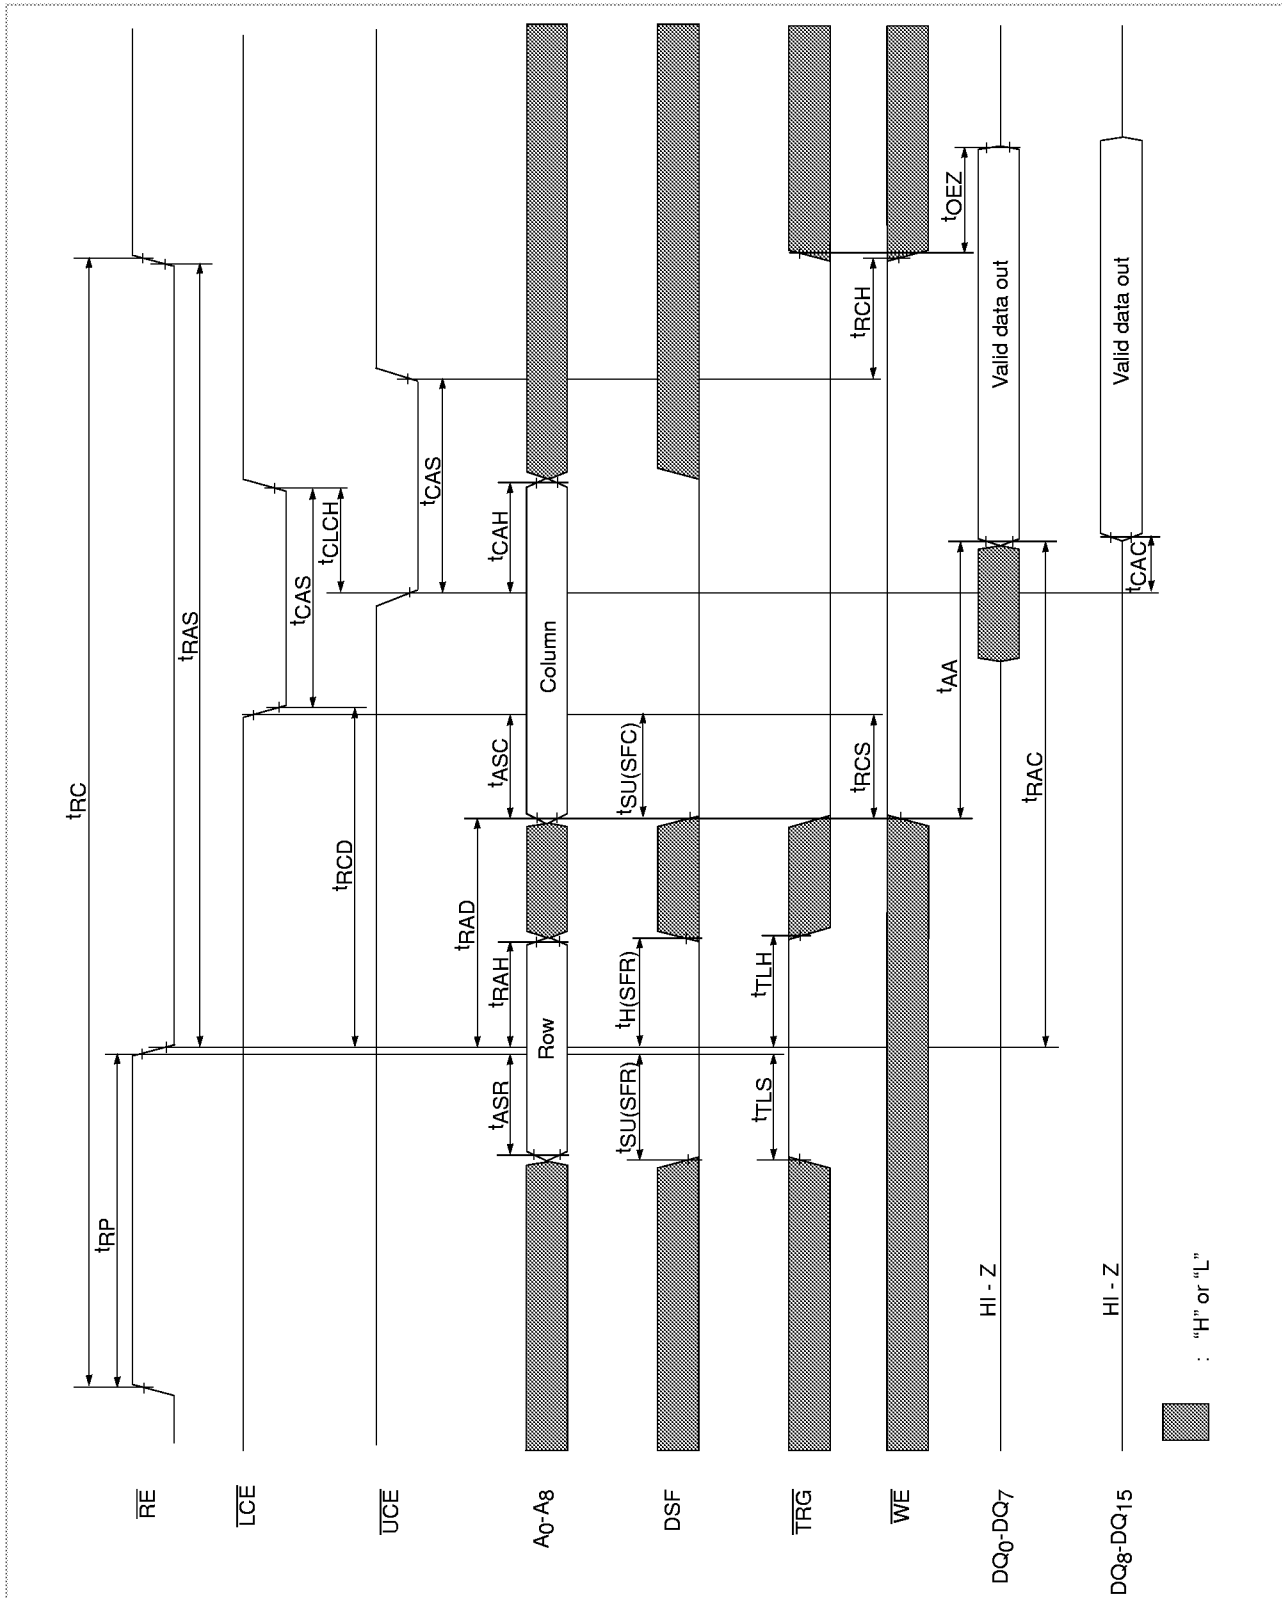 RE
tRC
tRP
tRAS
LCE
tRCD
tCAS
tCLCH
UCE
tCAS
tRAD
A0-A8
tASR
tRAH
tASC
tCAH
Row
Column
DSF
tSU(SFR)
tH(SFR)
tSU(SFC)
TRG
tTLS
tTLH
WE
tRCS
tRCH
DQ0-DQ7
HI - Z
tAA
tRAC
tOEZ
Valid data out
DQ8-DQ15
HI - Z
tCAC
Valid data out
: “H” or “L”